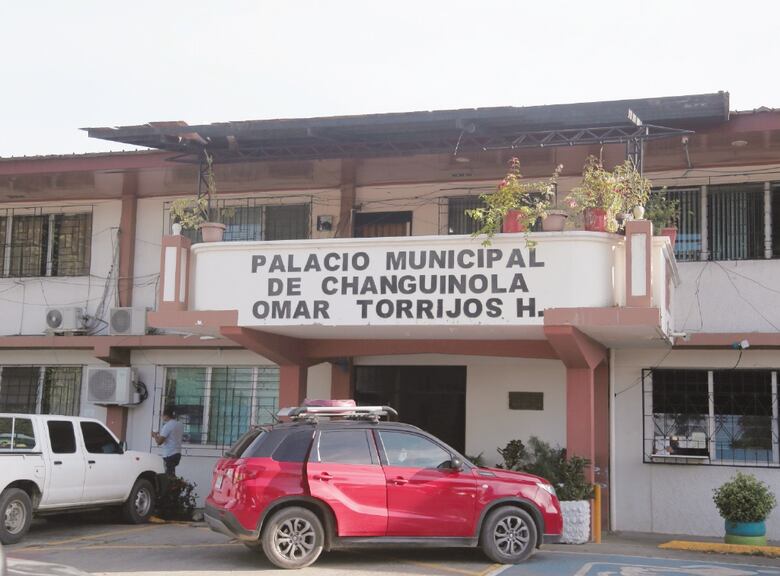 PALACIO MUNICIPAL
DE CHANGUINOLA
OMAR TORRIJOS H.